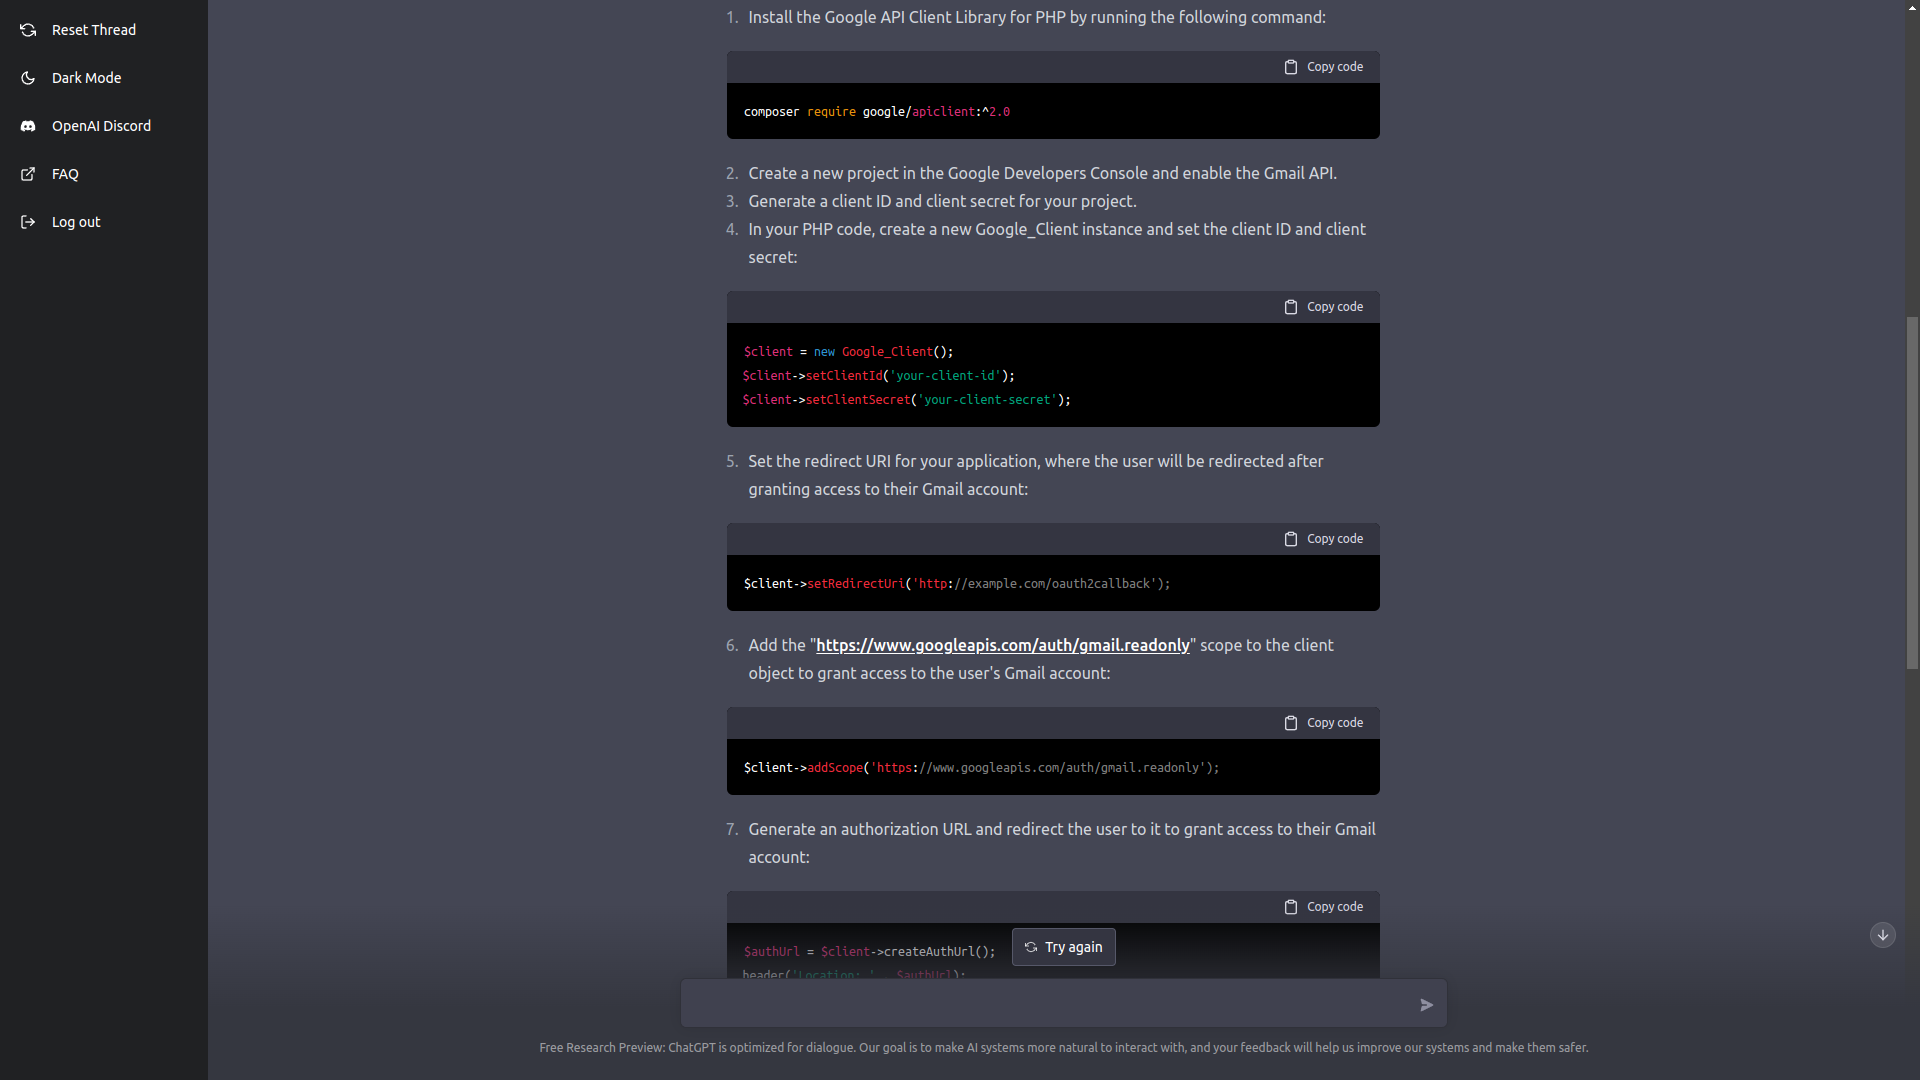 Reset Thread
Dark Mode
OpenAI Discord
FAQ
Log out
1. Install the Google API Client Library for PHP by running the following command:
Copy code
composer require google/apiclient:^2.0
2. Create a new project in the Google Developers Console and enable the Gmail API.
3. Generate a client ID and client secret for your project.
4. In your PHP code, create a new Google_Client instance and set the client ID and client
secret:
Copy code
$client = new Google_Client();
$client->setClientId('your-client-id');
$client->setClientSecret('your-client-secret');
5. Set the redirect URI for your application, where the user will be redirected after
granting access to their Gmail account:
Copy code
$client->setRedirectUri('http://example.com/oauth2callback');
6. Add the "https://www.googleapis.com/auth/gmail.readonly" scope to the client
object to grant access to the user's Gmail account:
Copy code
$client->addScope('https://www.googleapis.com/auth/gmail.readonly');
7. Generate an authorization URL and redirect the user to it to grant access to their Gmail
account:
Copy code
$authUrl = $client->createAuthUrl();
header('Location: ' . $authUrl);
Try again
Free Research Preview: ChatGPT is optimized for dialogue. Our goal is to make AI systems more natural to interact with, and your feedback will help us improve our systems and make them safer.